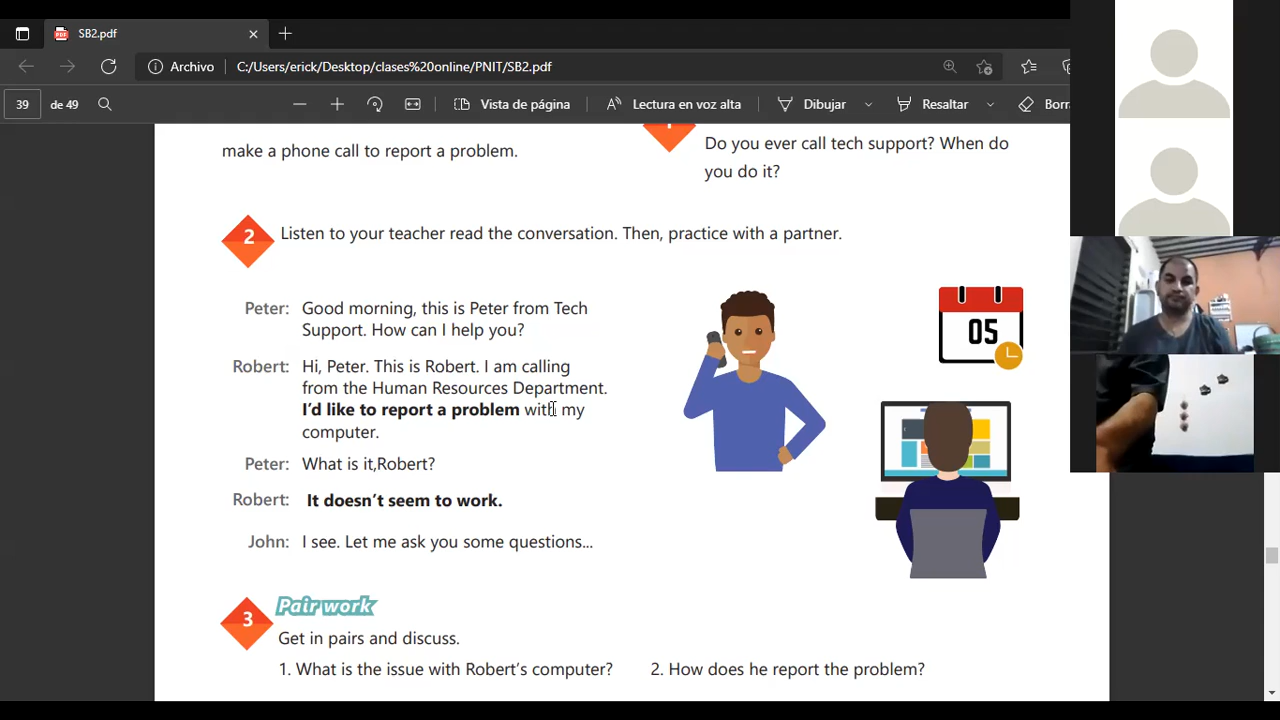 SB2.pdf
Archivo C:/Users/erick/Desktop/clases%20online/PNIT/SB2.pdf
39 de 49 Vista de página Lectura en voz alta Dibujar Resaltar Borra
make a phone call to report a problem.
Do you ever call tech support? When do
you do it?
2 Listen to your teacher read the conversation. Then, practice with a partner.
Peter: Good morning, this is Peter from Tech
Support. How can I help you?
Robert: Hi, Peter. This is Robert. I am calling
from the Human Resources Department.
I'd like to report a problem with my
computer.
Peter: What is it,Robert?
Robert: It doesn't seem to work.
John: I see. Let me ask you some questions...
05
3 Pair work
Get in pairs and discuss.
1. What is the issue with Robert's computer? 2. How does he report the problem?